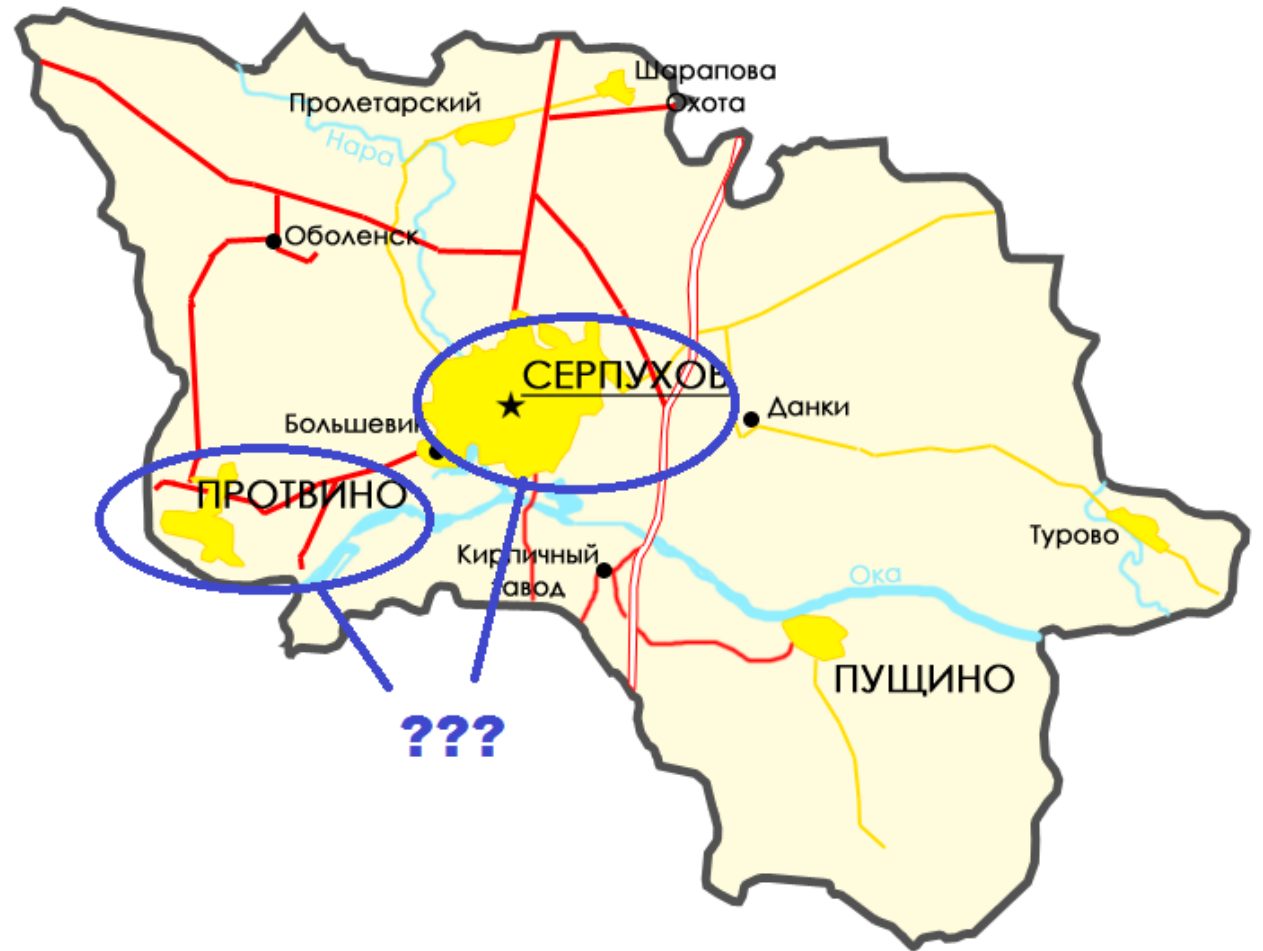 Шарапова
Охота
Пролетарский
Нара
Оболенск
СЕРПУХОВ
Большевик
Данки
ПРОТВИНО
Турово
Кирпичный
завод
Ока
ПУЩИНО
???